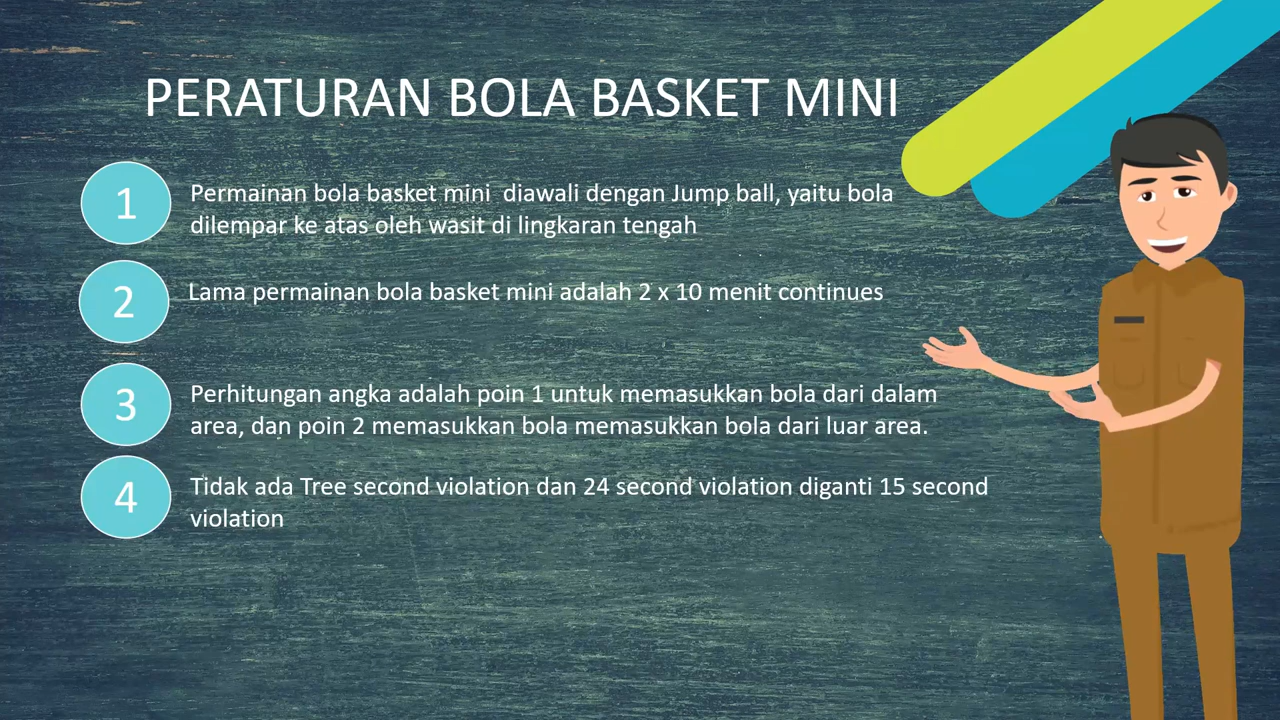 PERATURAN BOLA BASKET MINI
1
Permainan bola basket mini diawali dengan Jump ball, yaitu bola
dilempar ke atas oleh wasit di lingkaran tengah
2
Lama permainan bola basket mini adalah 2 x 10 menit continues
3
Perhitungan angka adalah poin 1 untuk memasukkan bola dari dalam
area, dan poin 2 memasukkan bola memasukkan bola dari luar area.
4
Tidak ada Tree second violation dan 24 second violation diganti 15 second
violation